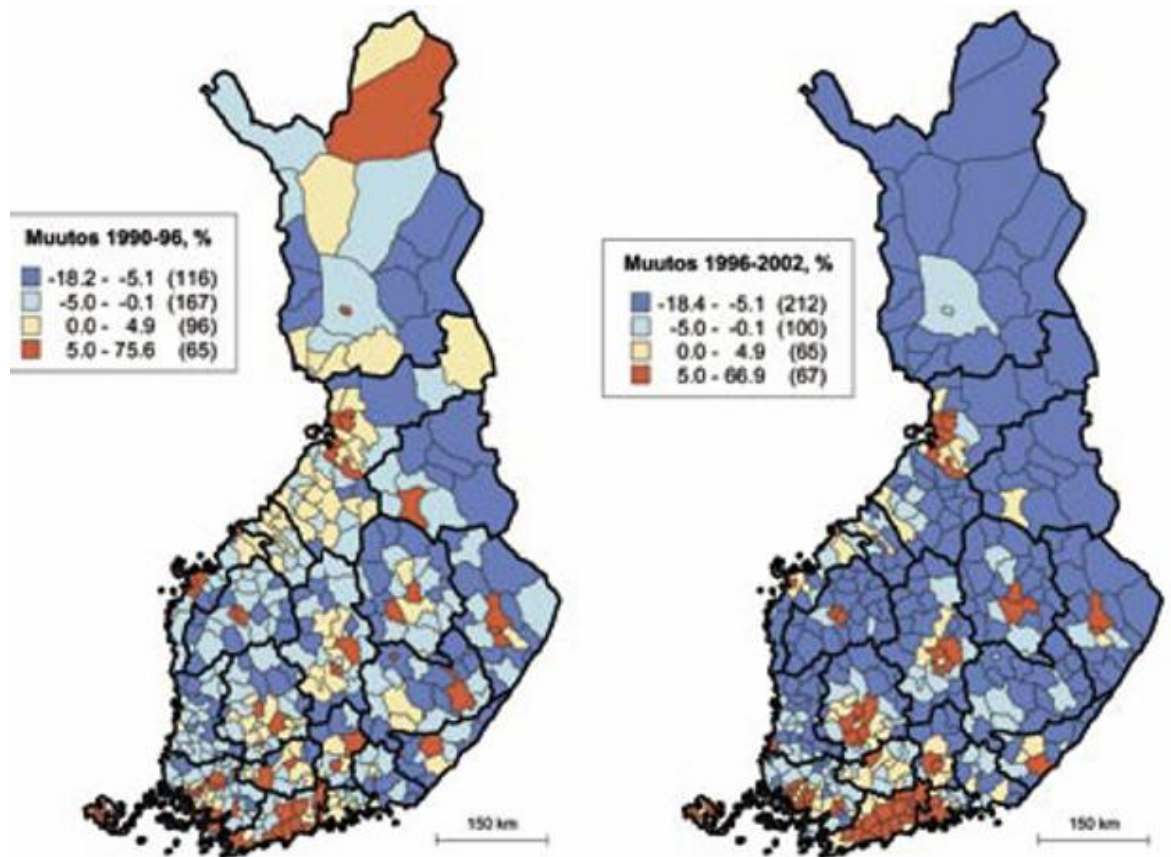 Muutos 1990-96, %
-18.2 - -5.1 (116)
-5.0 - -0.1 (167)
0.0 - 4.9 (96)
5.0 - 75.6 (65)
150 km
Muutos 1996-2002, %
-18.4 - -5.1 (212)
-5.0 - -0.1 (100)
0.0 - 4.9 (65)
5.0 - 66.9 (67)
150 km